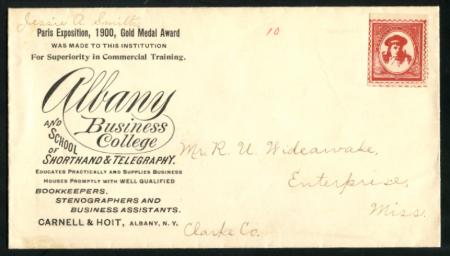 Jessie A. Smith
Paris Exposition, 1900, Gold Medal Award
WAS MADE TO THIS INSTITUTION
For Superiority in Commercial Training.
10
Albany
Business
College
AND SCHOOL
OF
SHORTHAND & TELEGRAPHY.
EDUCATES PRACTICALLY AND SUPPLIES BUSINESS
HOUSES PROMPTLY WITH WELL QUALIFIED
BOOKKEEPERS,
STENOGRAPHERS AND
BUSINESS ASSISTANTS.
CARNELL & HOIT, ALBANY, N. Y.
Mr. R. U. Wideawake,
Enterprise,
Miss.
Clarke Co.